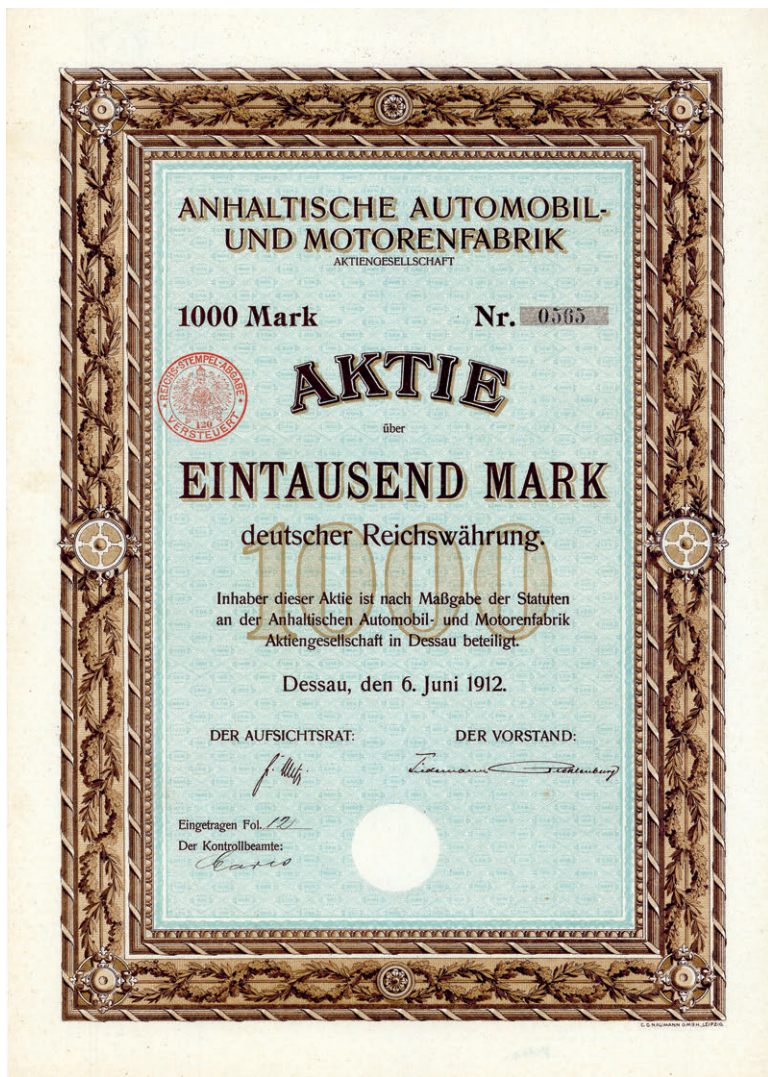 ANHALTISCHE AUTOMOBIL-
UND MOTORENFABRIK
AKTIENGESELLSCHAFT
1000 Mark
Nr. 0565
REICHS-STEMPEL-ABGABE
120
VERSTEUERT
AKTIE
über
EINTAUSEND MARK
deutscher Reichswährung.
1000
Inhaber dieser Aktie ist nach Maßgabe der Statuten
an der Anhaltischen Automobil- und Motorenfabrik
Aktiengesellschaft in Dessau beteiligt.
Dessau, den 6. Juni 1912.
DER AUFSICHTSRAT:
DER VORSTAND:
Eingetragen Fol. 12
Der Kontrollbeamte:
C. G. NAUMANN G.M.B.H., LEIPZIG